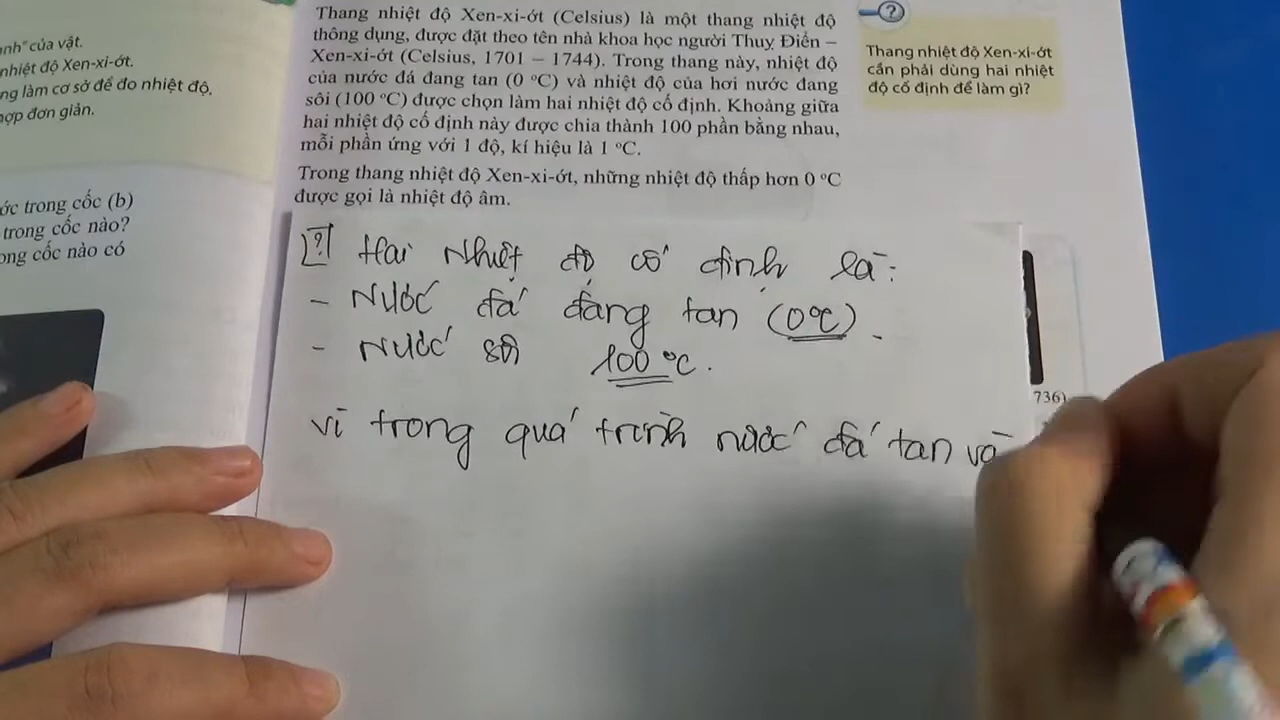 nh" của vật.
nhiệt độ Xen-xi-ớt.
ng làm cơ sở để đo nhiệt độ,
hợp đơn giản.
ớc trong cốc (b)
trong cốc nào?
ong cốc nào có
Thang nhiệt độ Xen-xi-ớt (Celsius) là một thang nhiệt độ
thông dụng, được đặt theo tên nhà khoa học người Thuỵ Điển –
Xen-xi-ớt (Celsius, 1701 – 1744). Trong thang này, nhiệt độ
của nước đá đang tan (0 °C) và nhiệt độ của hơi nước đang
sôi (100 °C) được chọn làm hai nhiệt độ cố định. Khoảng giữa
hai nhiệt độ cố định này được chia thành 100 phần bằng nhau,
mỗi phần ứng với 1 độ, kí hiệu là 1 °C.
Trong thang nhiệt độ Xen-xi-ớt, những nhiệt độ thấp hơn 0 °C
được gọi là nhiệt độ âm.
?
Thang nhiệt độ Xen-xi-ớt
cần phải dùng hai nhiệt
độ cố định để làm gì?
? Hai Nhiệt độ cố định là:
- Nước đá đang tan (0°C).
- Nước sôi 100°C.
vì trong quá trình nước đá tan và
736)